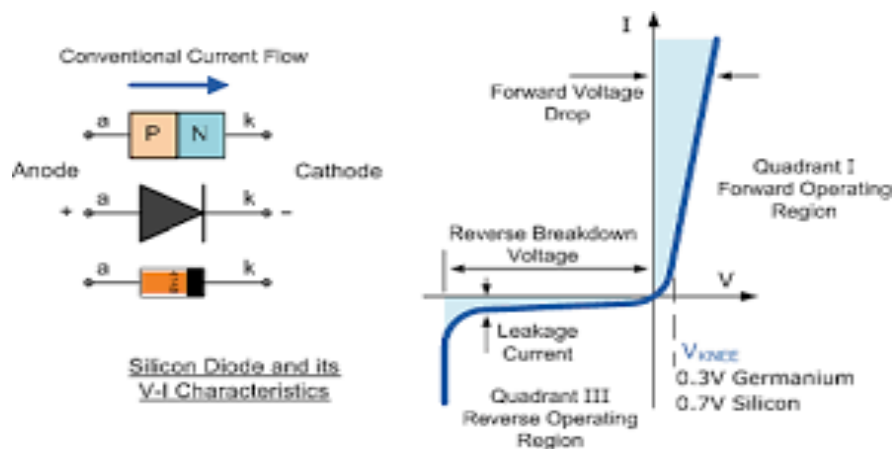 Conventional Current Flow
a
P
N
k
Anode
Cathode
+
a
k
-
a
k
Silicon Diode and its
V-I Characteristics
I
Forward Voltage
Drop
Quadrant I
Forward Operating
Region
Reverse Breakdown
Voltage
V
Leakage
Current
VKNEE
0.3V Germanium
0.7V Silicon
Quadrant III
Reverse Operating
Region